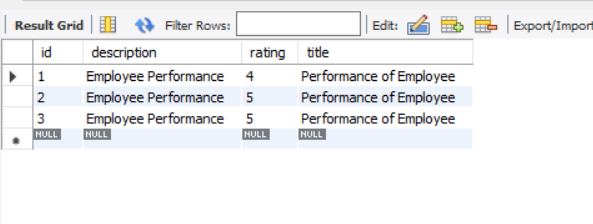 Result Grid Filter Rows: Edit: Export/Import
id description rating title
1 Employee Performance 4 Performance of Employee
2 Employee Performance 5 Performance of Employee
3 Employee Performance 5 Performance of Employee
NULL NULL NULL NULL